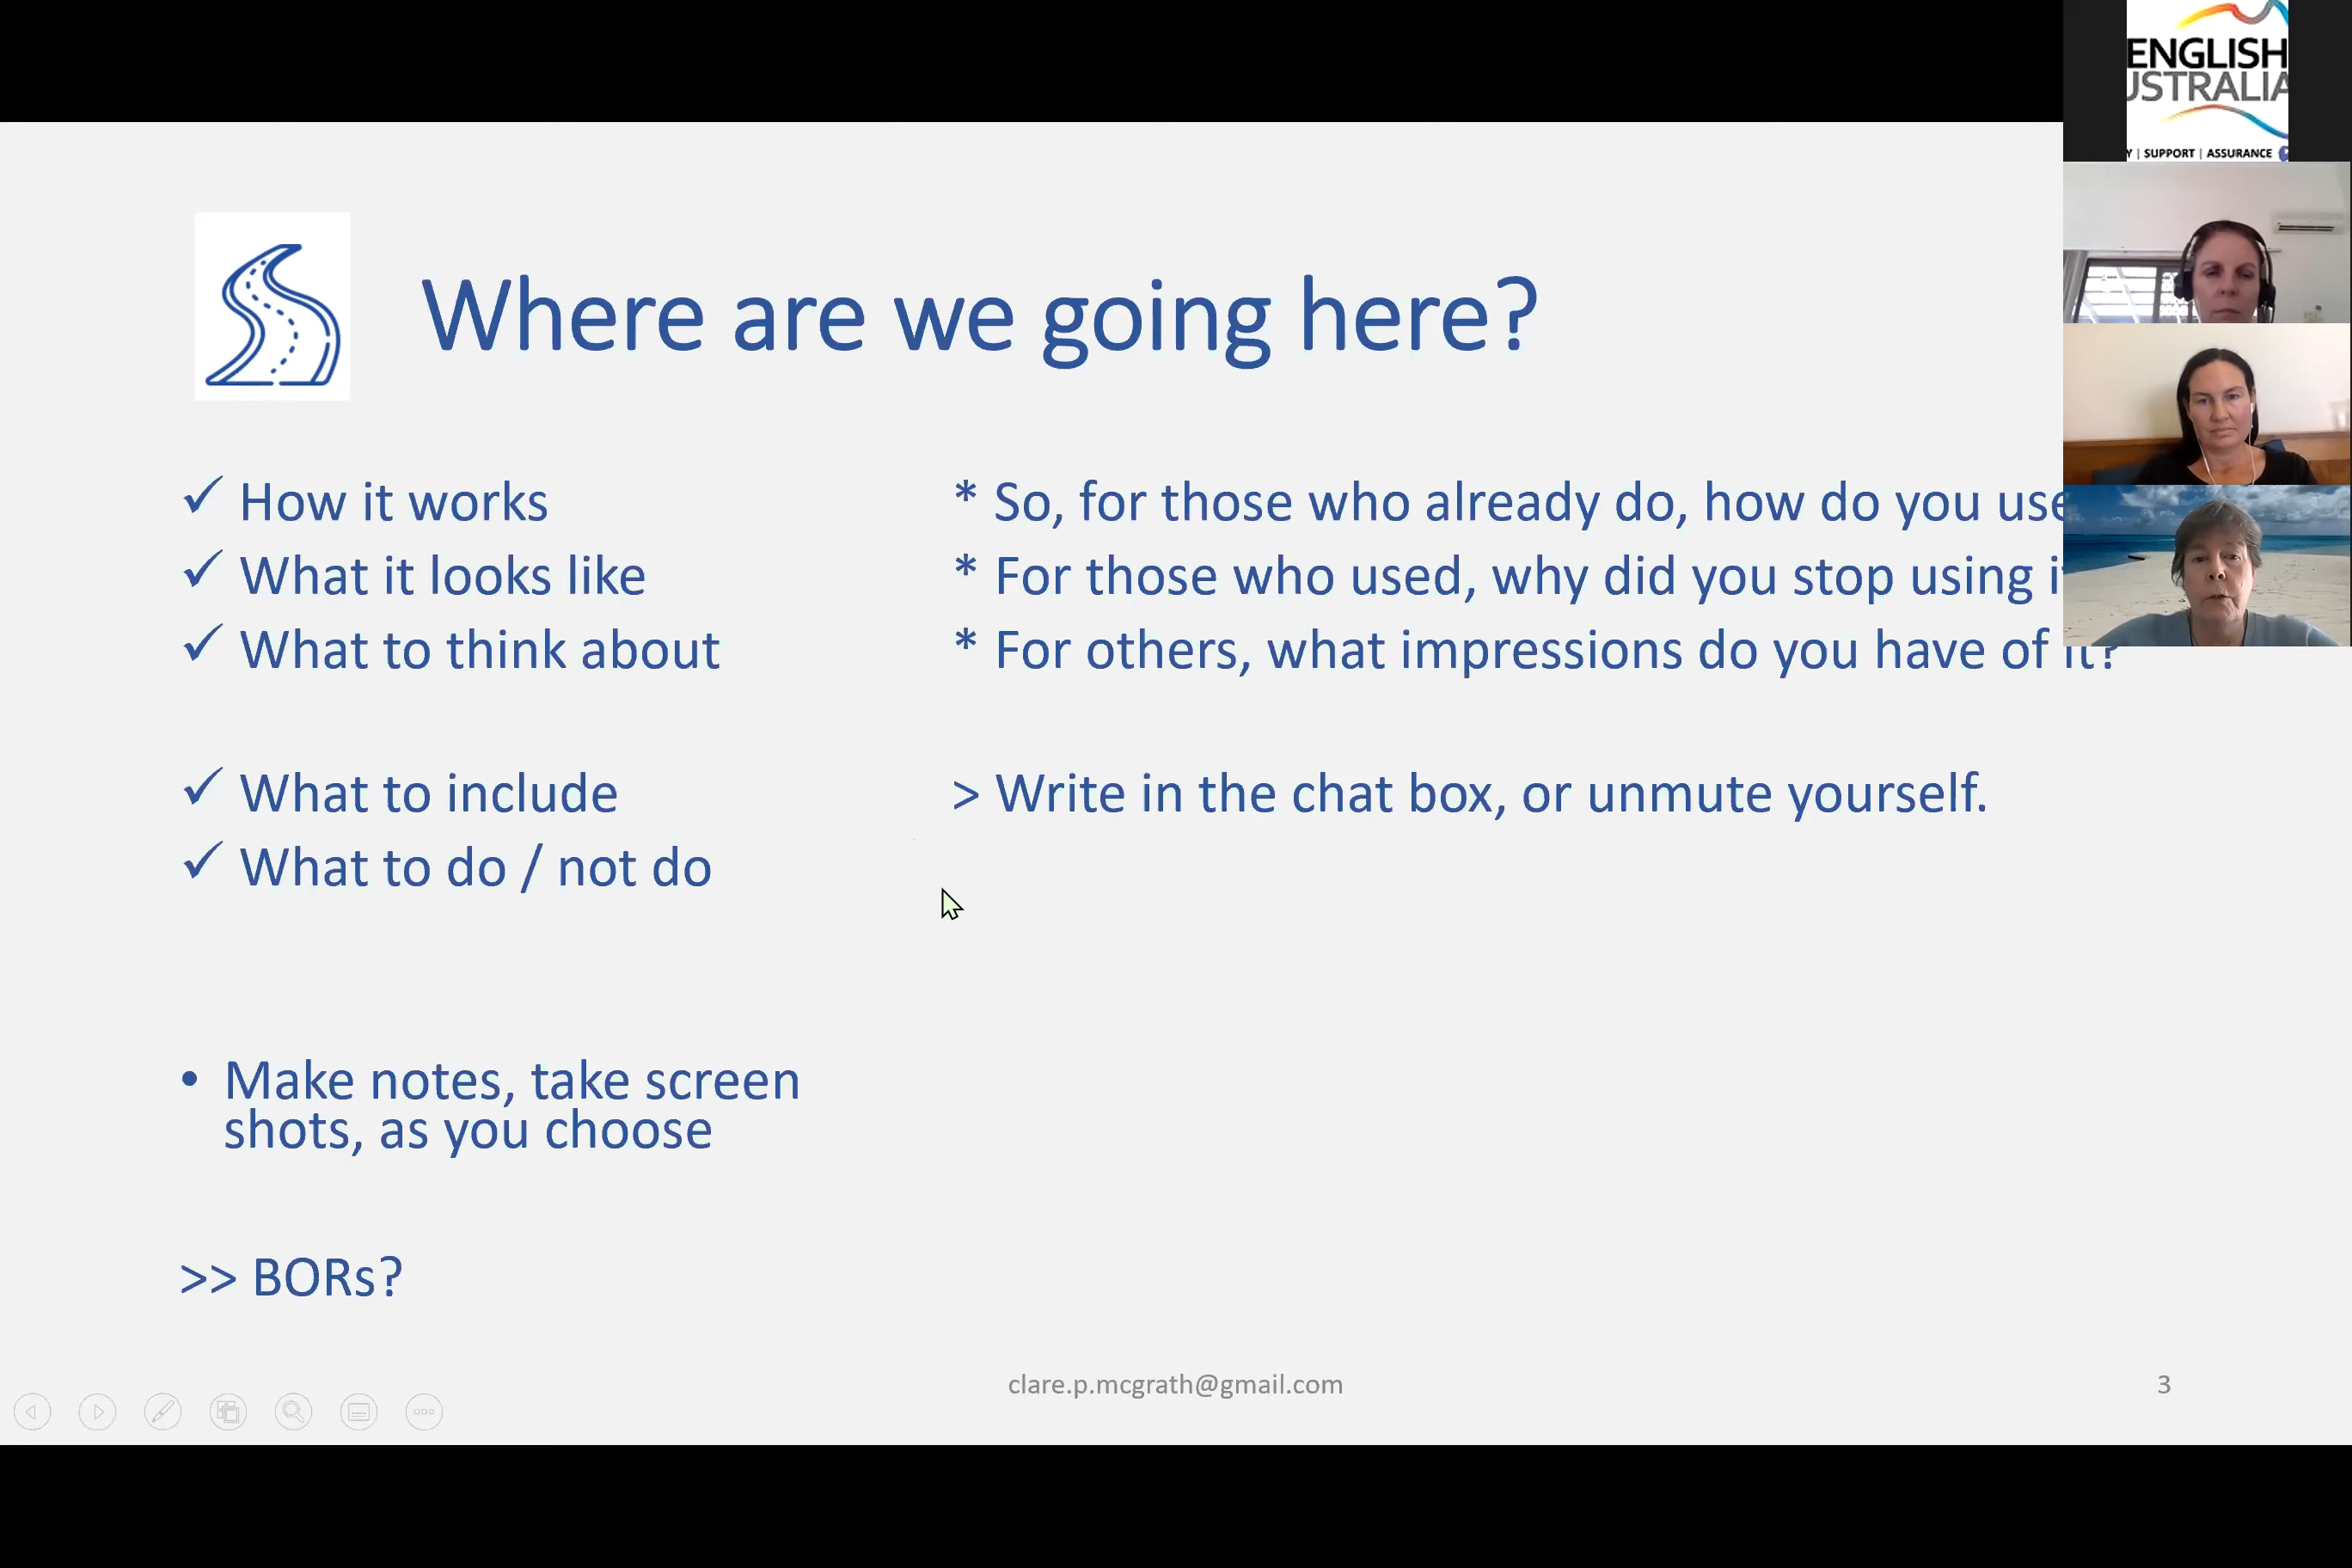 Where are we going here?
✓ How it works
✓ What it looks like
✓ What to think about
✓ What to include
✓ What to do / not do
• Make notes, take screen
shots, as you choose
>> BORs?
* So, for those who already do, how do you use
* For those who used, why did you stop using
* For others, what impressions do you have of it?
> Write in the chat box, or unmute yourself.
clare.p.mcgrath@gmail.com
3
ENGLISH
USTRALIA
Y | SUPPORT | ASSURANCE